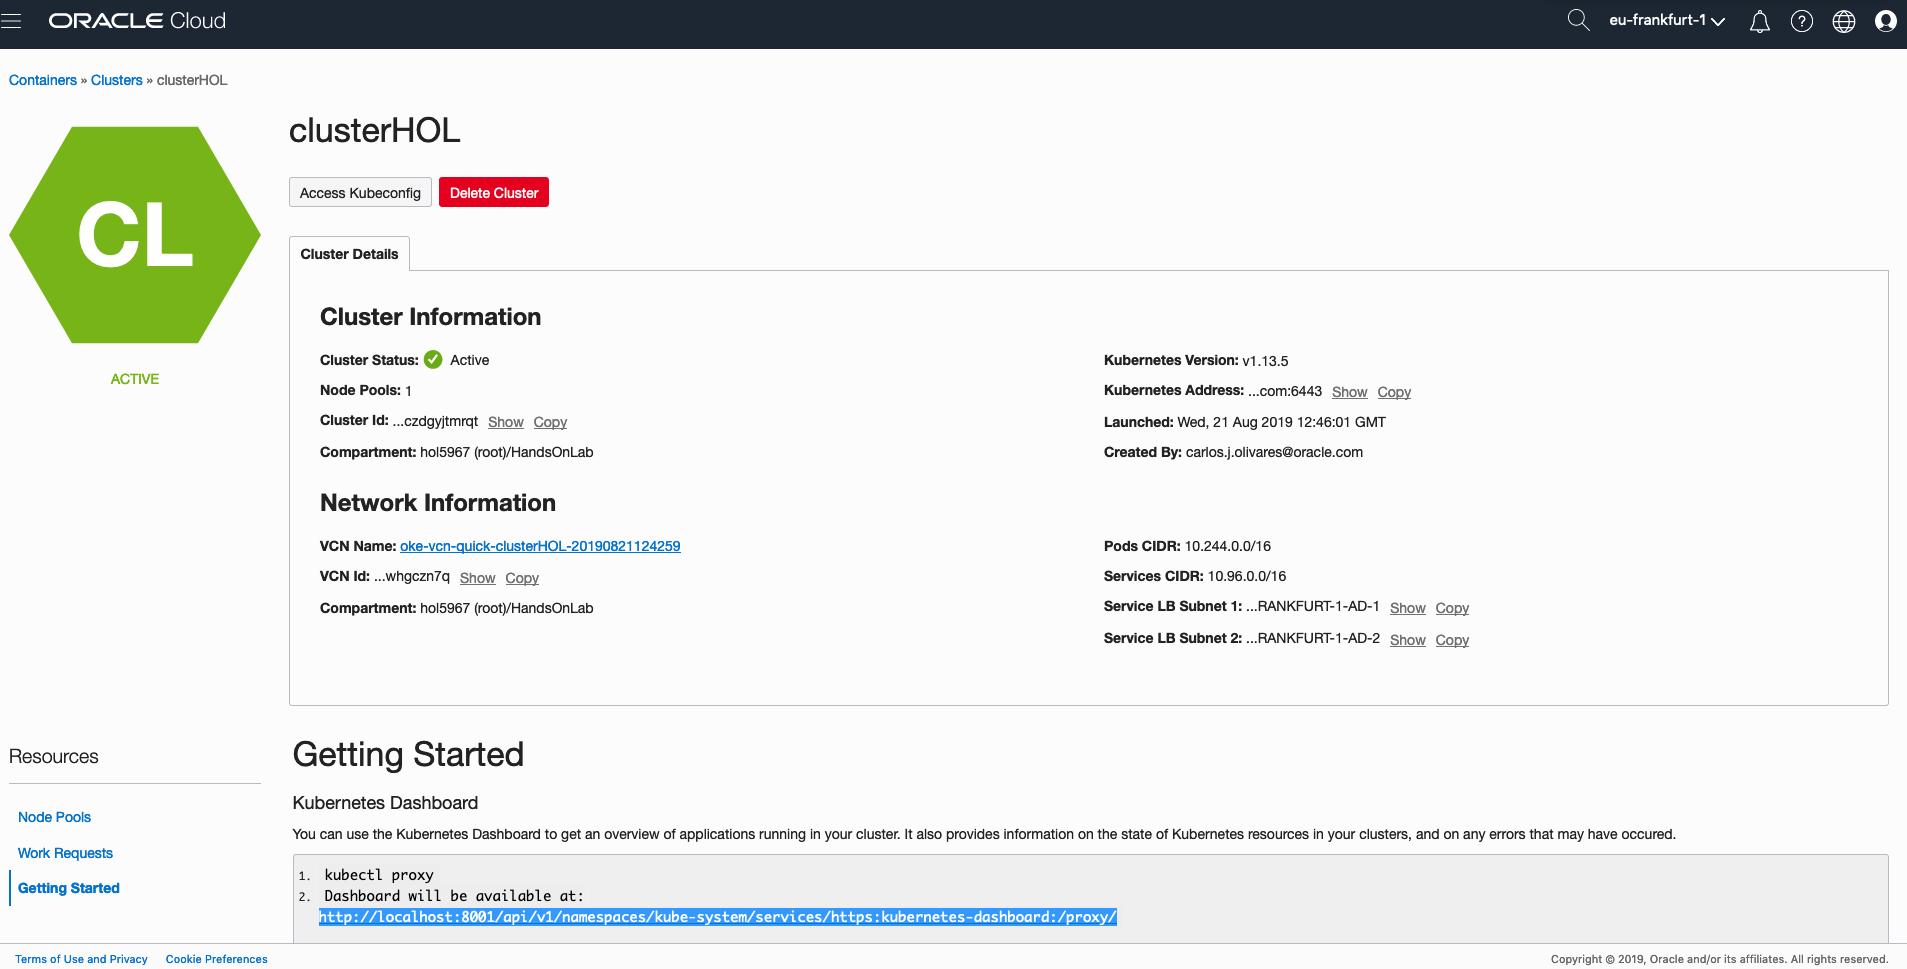 ORACLE Cloud
eu-frankfurt-1
Containers » Clusters » clusterHOL
CL
ACTIVE
clusterHOL
Access Kubeconfig
Delete Cluster
Cluster Details
Cluster Information
Cluster Status: Active
Node Pools: 1
Cluster Id: ...czdgyjtmrqt Show Copy
Compartment: hol5967 (root)/HandsOnLab
Kubernetes Version: v1.13.5
Kubernetes Address: ...com:6443 Show Copy
Launched: Wed, 21 Aug 2019 12:46:01 GMT
Created By: carlos.j.olivares@oracle.com
Network Information
VCN Name: oke-vcn-quick-clusterHOL-20190821124259
VCN Id: ...whgczn7q Show Copy
Compartment: hol5967 (root)/HandsOnLab
Pods CIDR: 10.244.0.0/16
Services CIDR: 10.96.0.0/16
Service LB Subnet 1: ...RANKFURT-1-AD-1 Show Copy
Service LB Subnet 2: ...RANKFURT-1-AD-2 Show Copy
Resources
Node Pools
Work Requests
Getting Started
Getting Started
Kubernetes Dashboard
You can use the Kubernetes Dashboard to get an overview of applications running in your cluster. It also provides information on the state of Kubernetes resources in your clusters, and on any errors that may have occured.
1. kubectl proxy
2. Dashboard will be available at:
http://localhost:8001/api/v1/namespaces/kube-system/services/https:kubernetes-dashboard:/proxy/
Terms of Use and Privacy Cookie Preferences
Copyright © 2019, Oracle and/or its affiliates. All rights reserved.